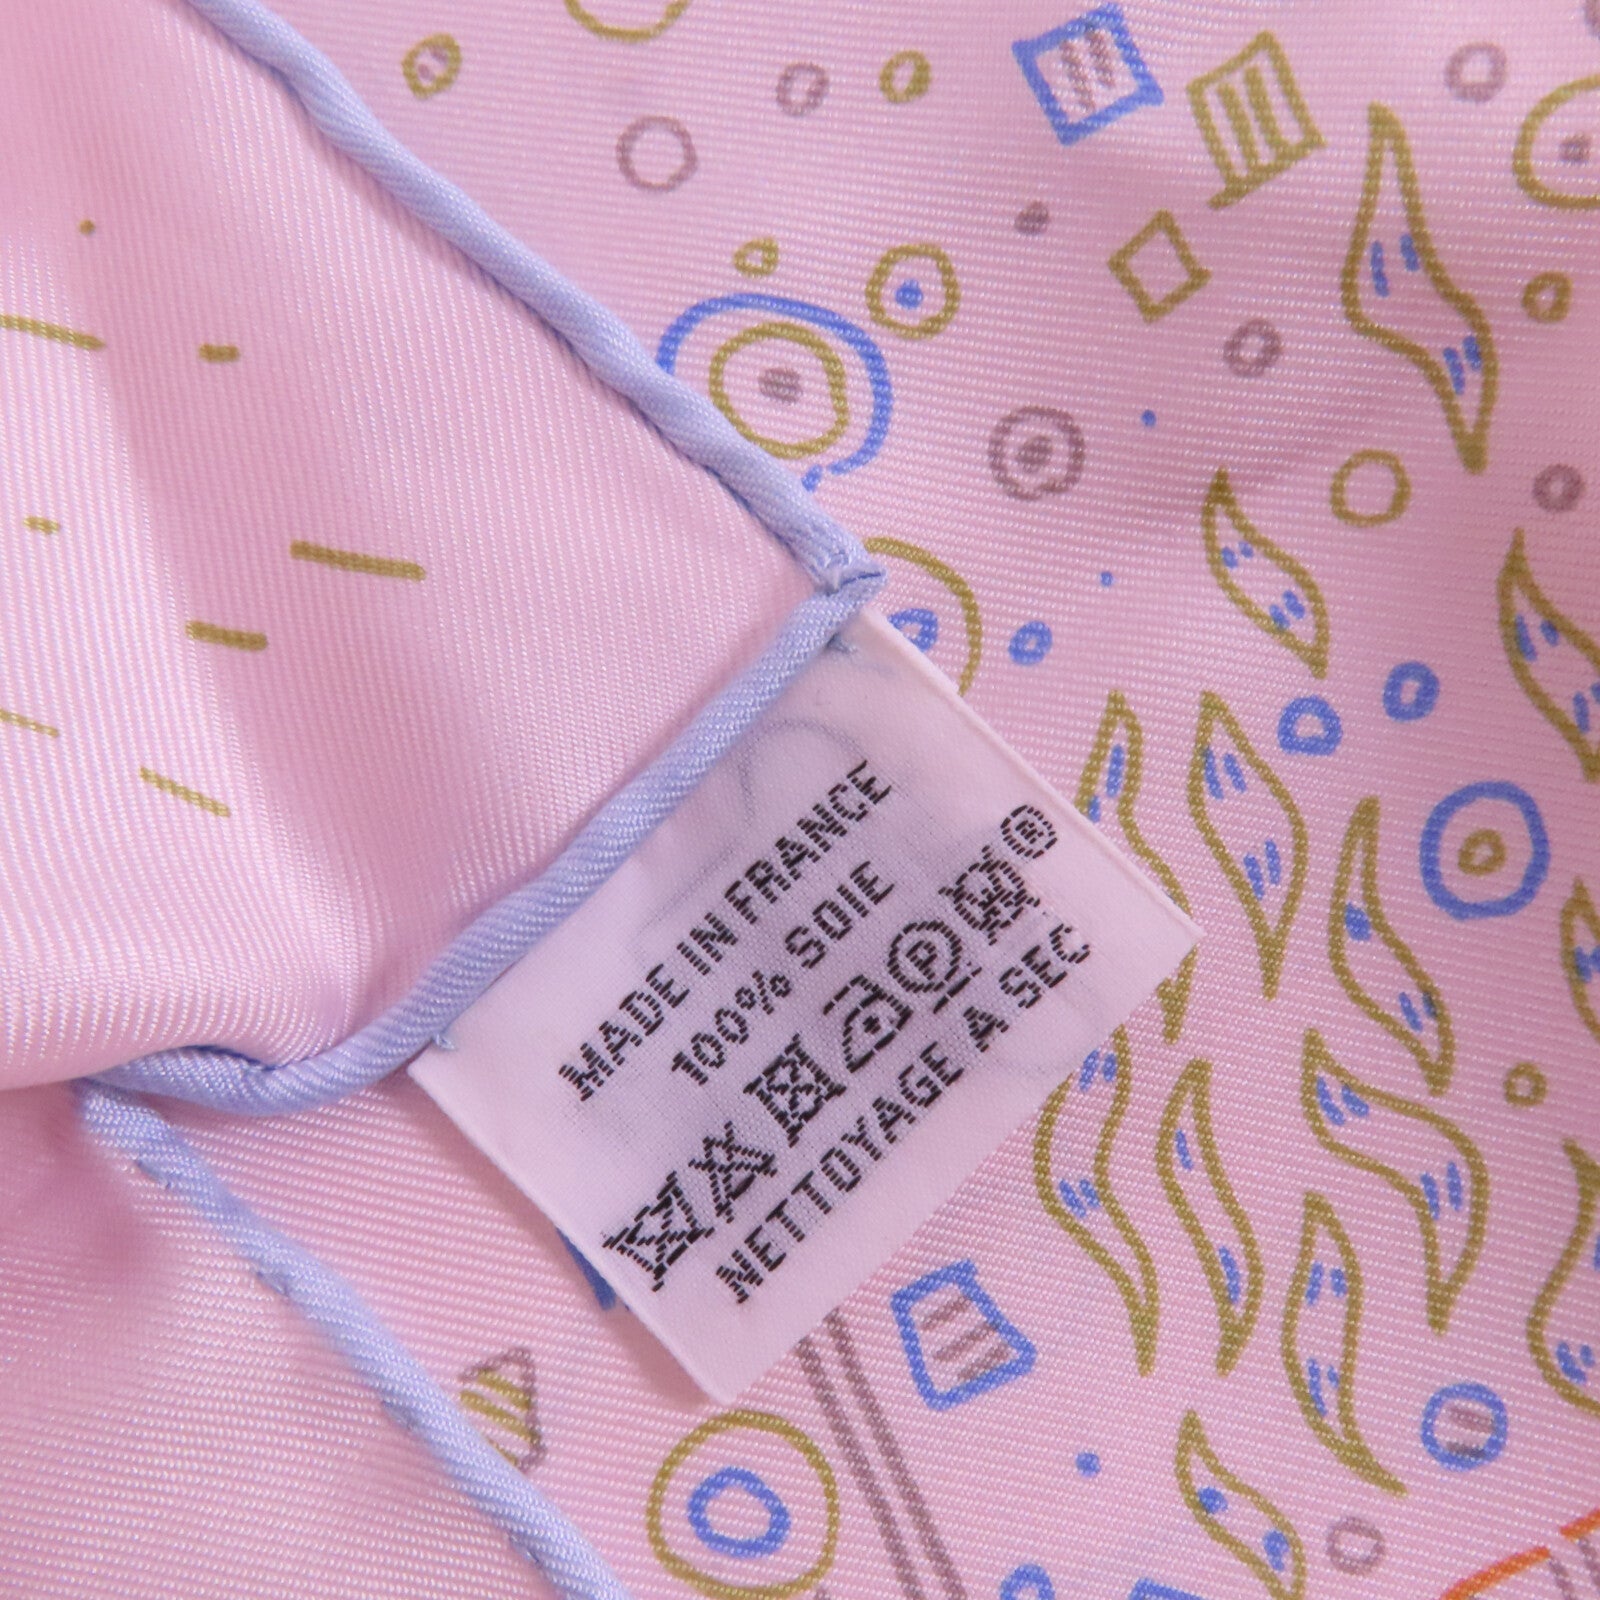 MADE IN FRANCE
100% SOIE
P ®
NETTOYAGE A SEC